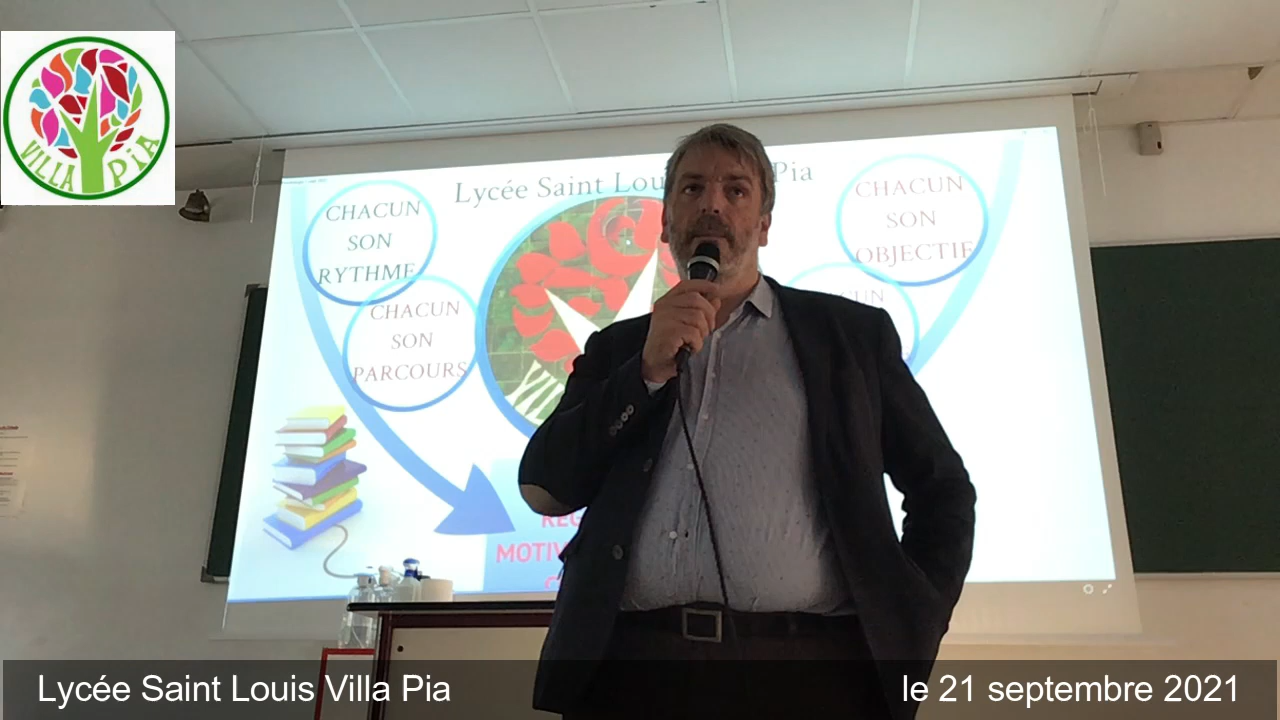 VILLA PiA
Lycée Saint Lou Pia
CHACUN
SON
RYTHME
CHACUN
SON
PARCOURS
CHACUN
SON
OBJECTIF
Lycée Saint Louis Villa Pia
le 21 septembre 2021